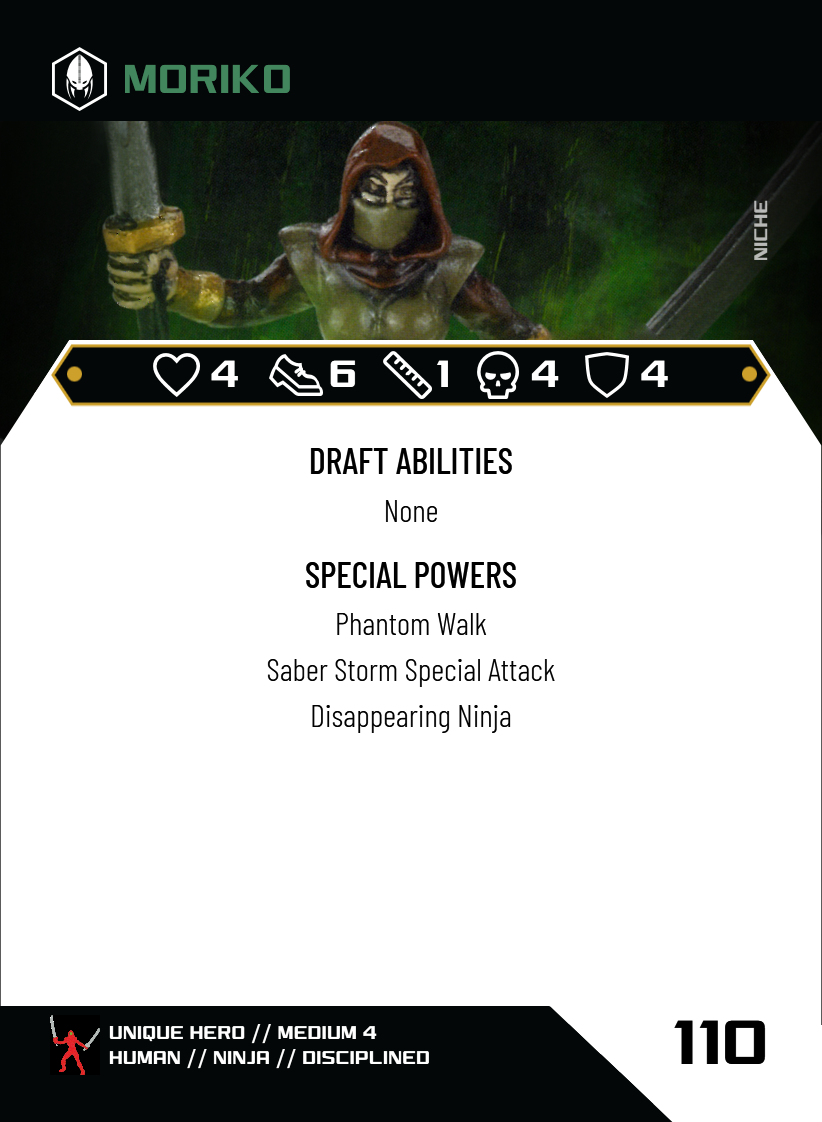 MORIKO
NICHE
4 6 1 4 4
DRAFT ABILITIES
None
SPECIAL POWERS
Phantom Walk
Saber Storm Special Attack
Disappearing Ninja
UNIQUE HERO // MEDIUM 4
HUMAN // NINJA // DISCIPLINED
110